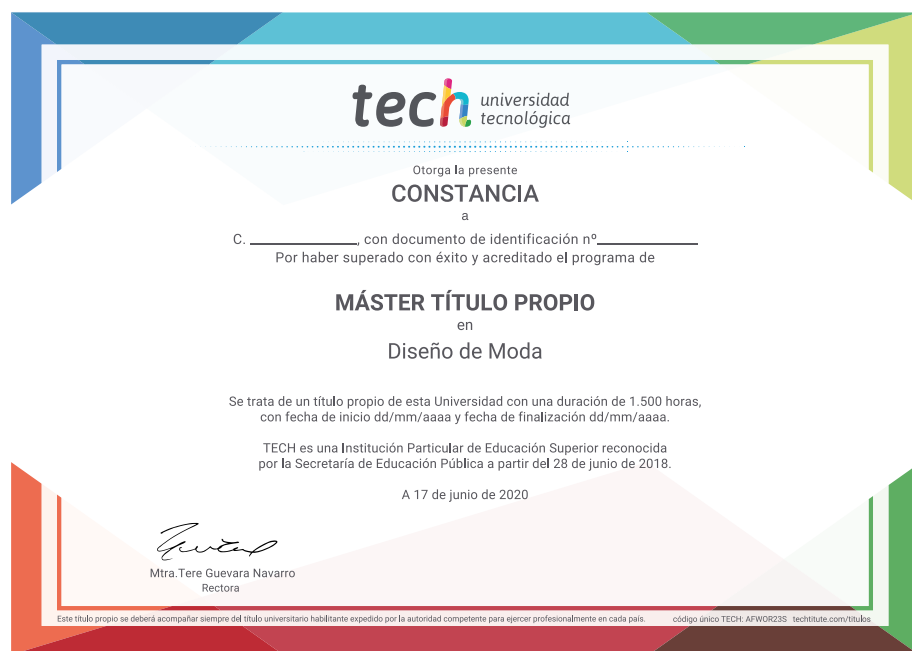 tech universidad
tecnológica
Otorga la presente
CONSTANCIA
a
C. ______________, con documento de identificación nº_____________
Por haber superado con éxito y acreditado el programa de
MÁSTER TÍTULO PROPIO
en
Diseño de Moda
Se trata de un título propio de esta Universidad con una duración de 1.500 horas,
con fecha de inicio dd/mm/aaaa y fecha de finalización dd/mm/aaaa.
TECH es una Institución Particular de Educación Superior reconocida
por la Secretaría de Educación Pública a partir del 28 de junio de 2018.
A 17 de junio de 2020
Mtra.Tere Guevara Navarro
Rectora
Este título propio se deberá acompañar siempre del título universitario habilitante expedido por la autoridad competente para ejercer profesionalmente en cada país. código único TECH: AFWOR23S techtitute.com/titulos